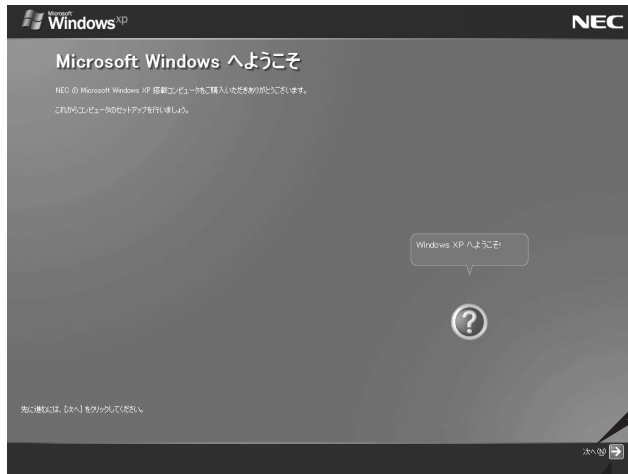 Microsoft
Windows xp
NEC
Microsoft Windows へようこそ
NEC の Microsoft Windows XP 搭載コンピュータをご購入いただきありがとうございます。
これからコンピュータのセットアップを行いましょう。
Windows XP へようこそ!
先に進むには、[次へ] をクリックしてください。
次へ(N)